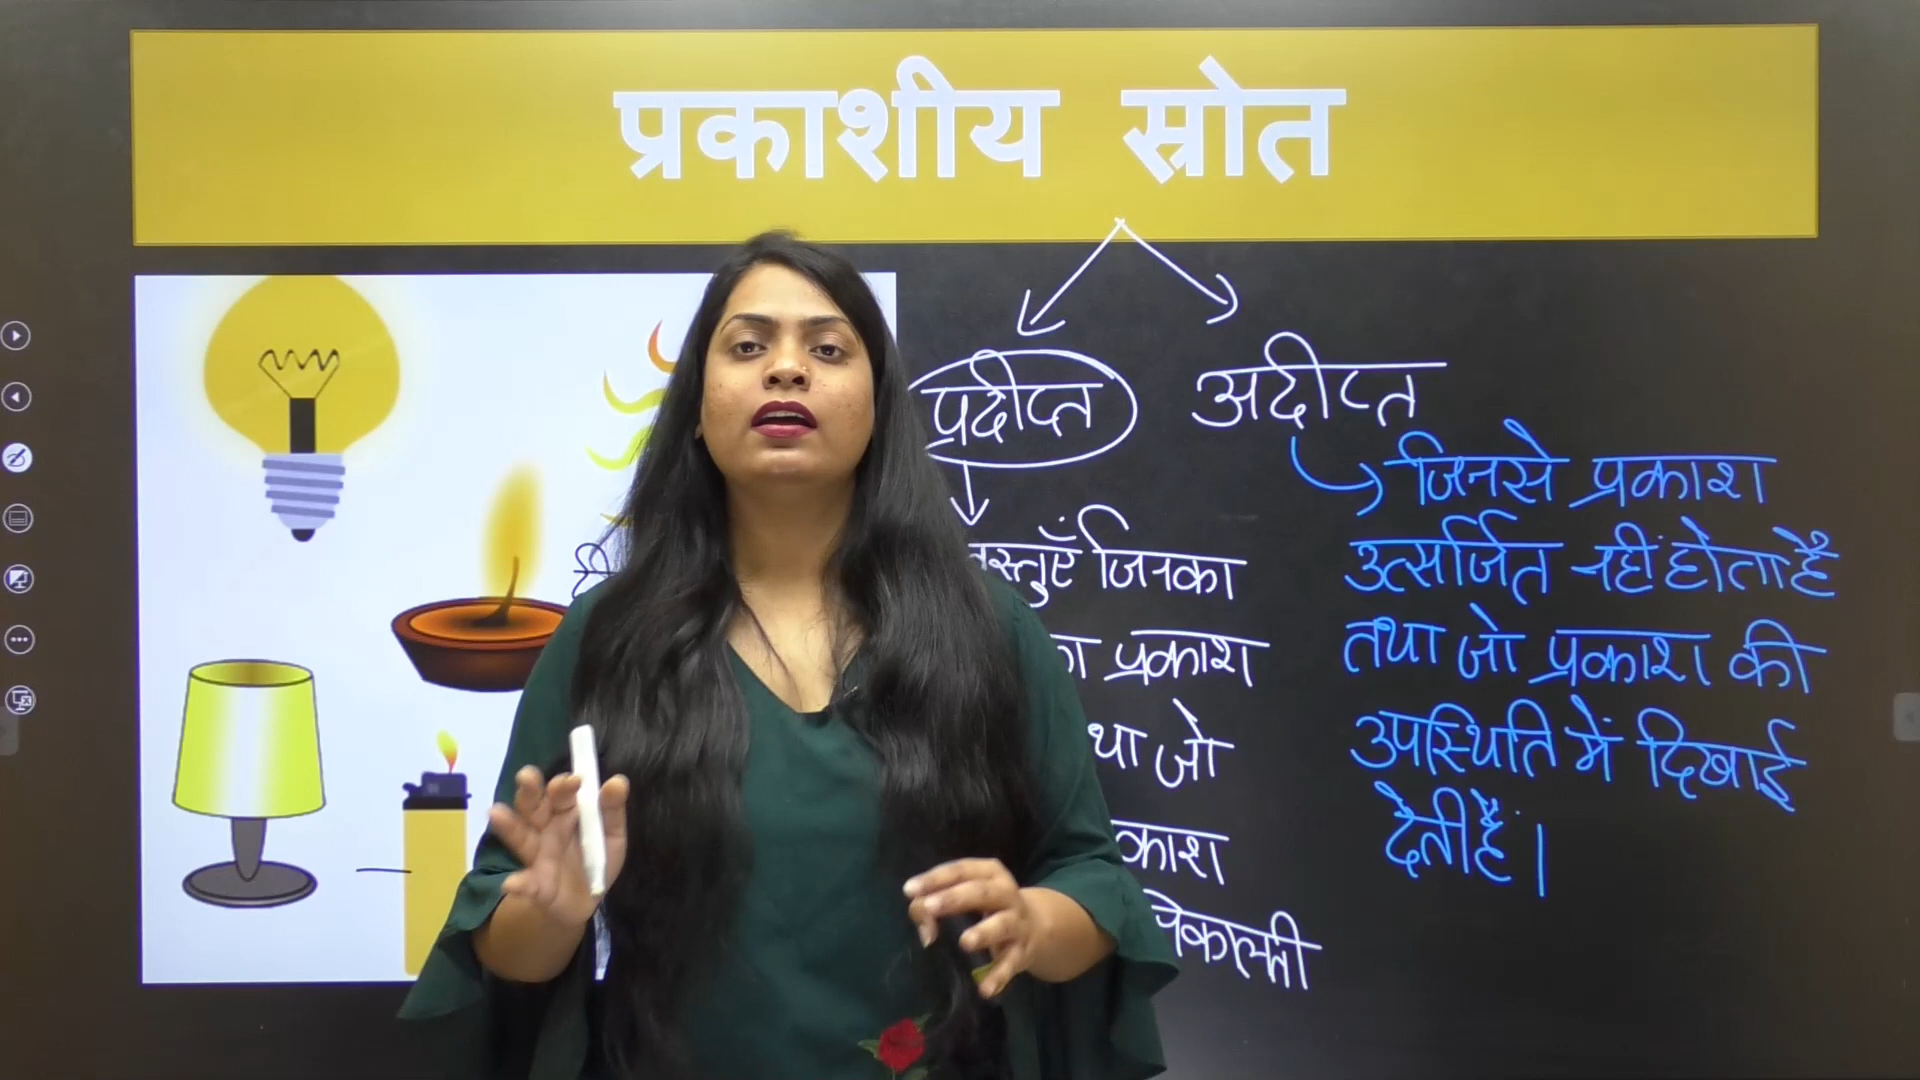 प्रकाशीय स्रोत
प्रदीप्त
अदीप्त
वस्तुएँ जिनका
प्रकाश
जो
जिनसे प्रकाश
उत्सर्जित नहीं होता है
तथा जो प्रकाश की
उपस्थिति में दिखाई
देती हैं।